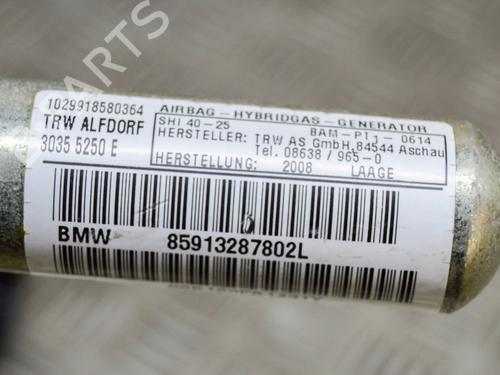 1029918580364
TRW ALFDORF
3035 5250 E
AIRBAG - HYBRIDGAS - GENERATOR
SHI 40-25 BAM-PT1-0614
HERSTELLER: TRW AS GmbH, 84544 Aschau
Tel. 08638 / 965-0
HERSTELLUNG: 2008 LAAGE
BMW 85913287802L